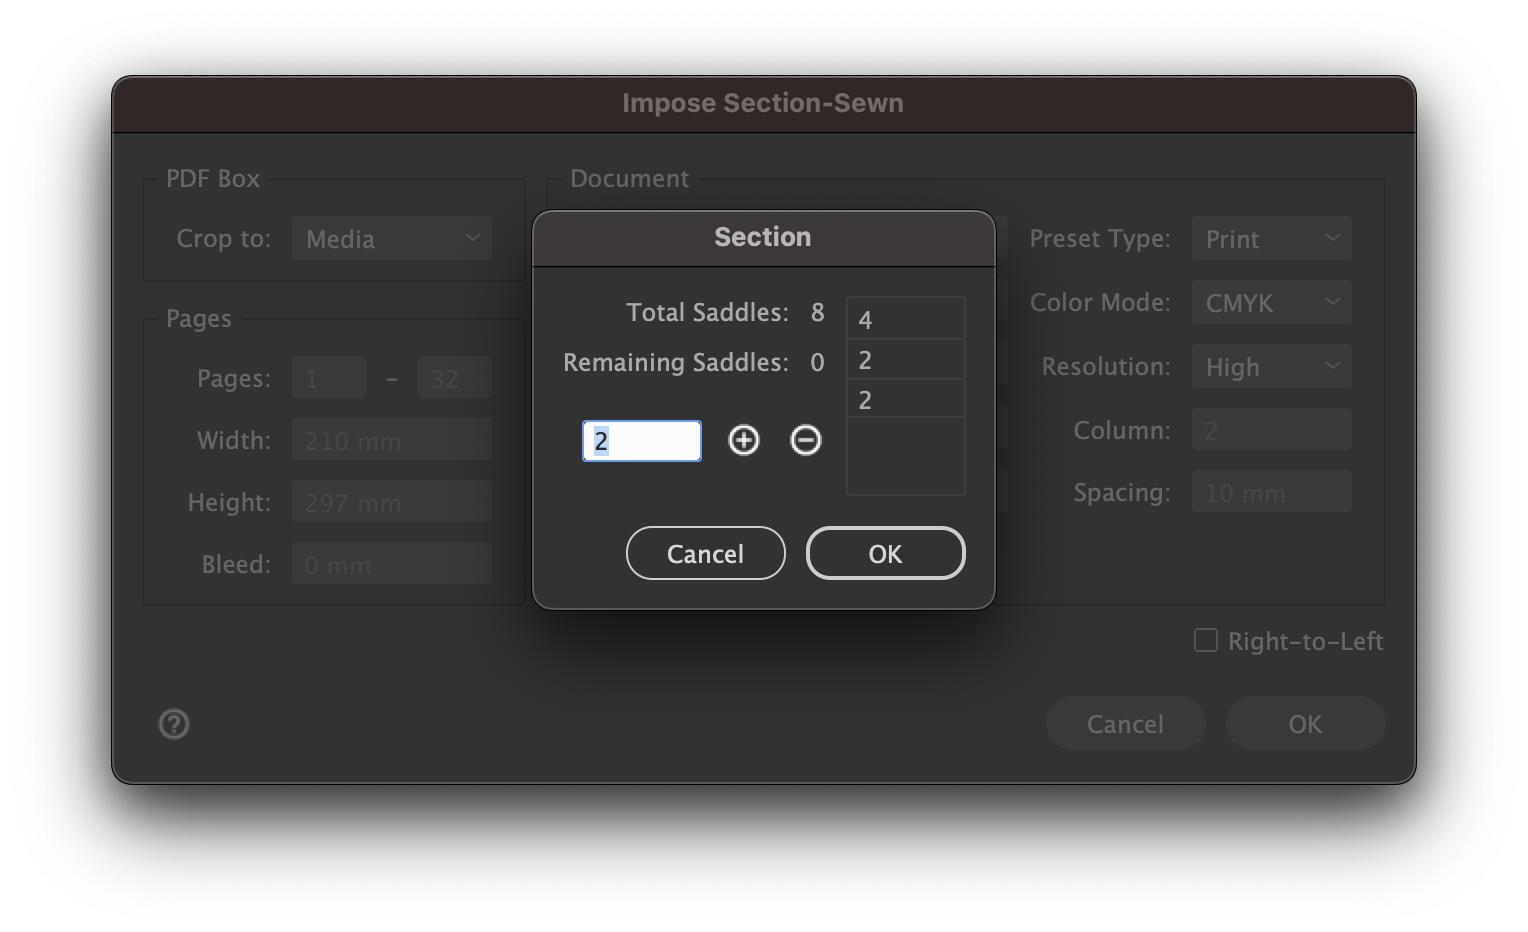 Impose Section-Sewn
PDF Box
Crop to: Media
Pages
Pages: 1 – 32
Width: 210 mm
Height: 297 mm
Bleed: 0 mm
Document
Preset Type: Print
Color Mode: CMYK
Resolution: High
Column: 2
Spacing: 10 mm
Section
Total Saddles: 8
Remaining Saddles: 0
2
4
2
2
Cancel OK
Right-to-Left
? Cancel OK